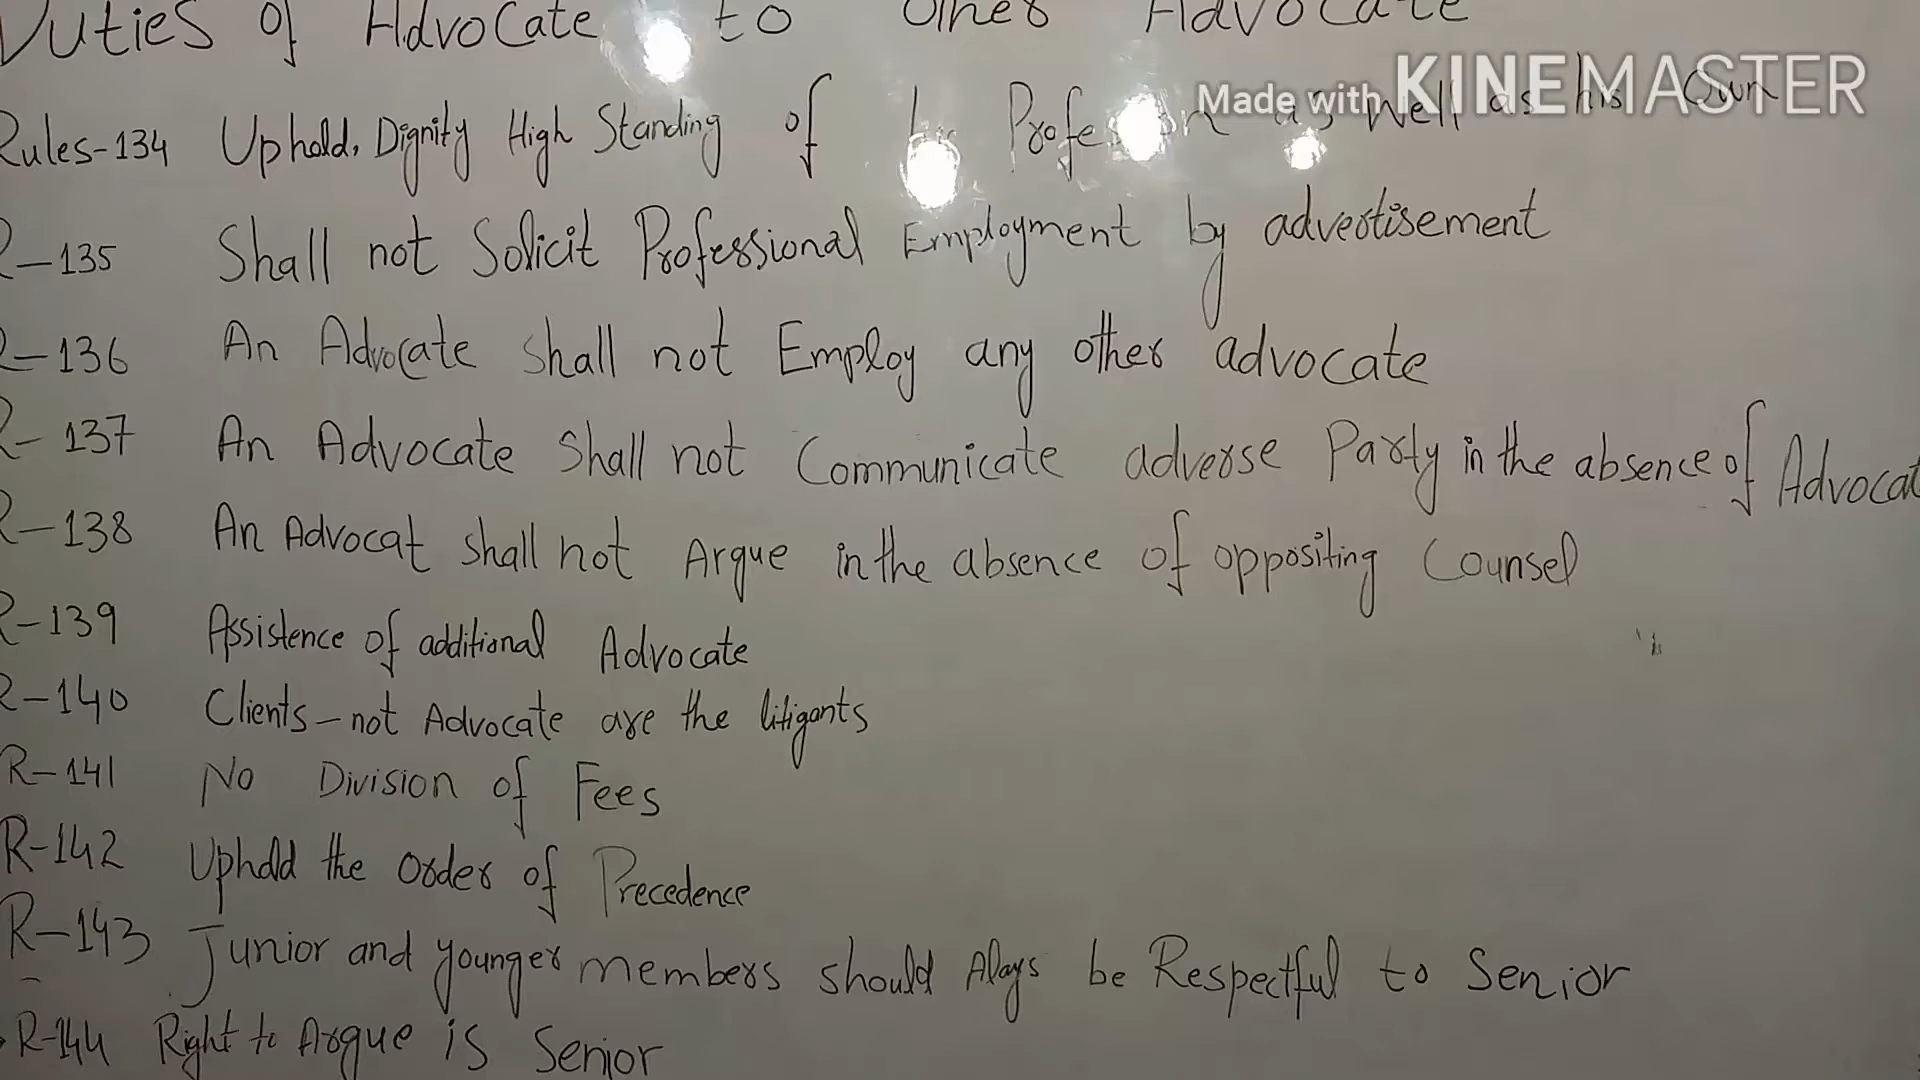 Duties of Advocate to Other Advocate
Made with KINEMASTER
Rules-134 Uphold, Dignity High Standing of his Profession as well as his Own
R-135 Shall not Solicit Professional Employment by advertisement
R-136 An Advocate shall not Employ any other advocate
R-137 An Advocate Shall not Communicate adverse Party in the absence of Advocat
R-138 An Advocat shall not Argue in the absence of oppositing Counsel
R-139 Assistence of additional Advocate
R-140 Clients-not Advocate are the litigants
R-141 No Division of Fees
R-142 Uphold the Order of Precedence
R-143 Junior and younger members should Alays be Respectful to Senior
R-144 Right to Argue is Senior